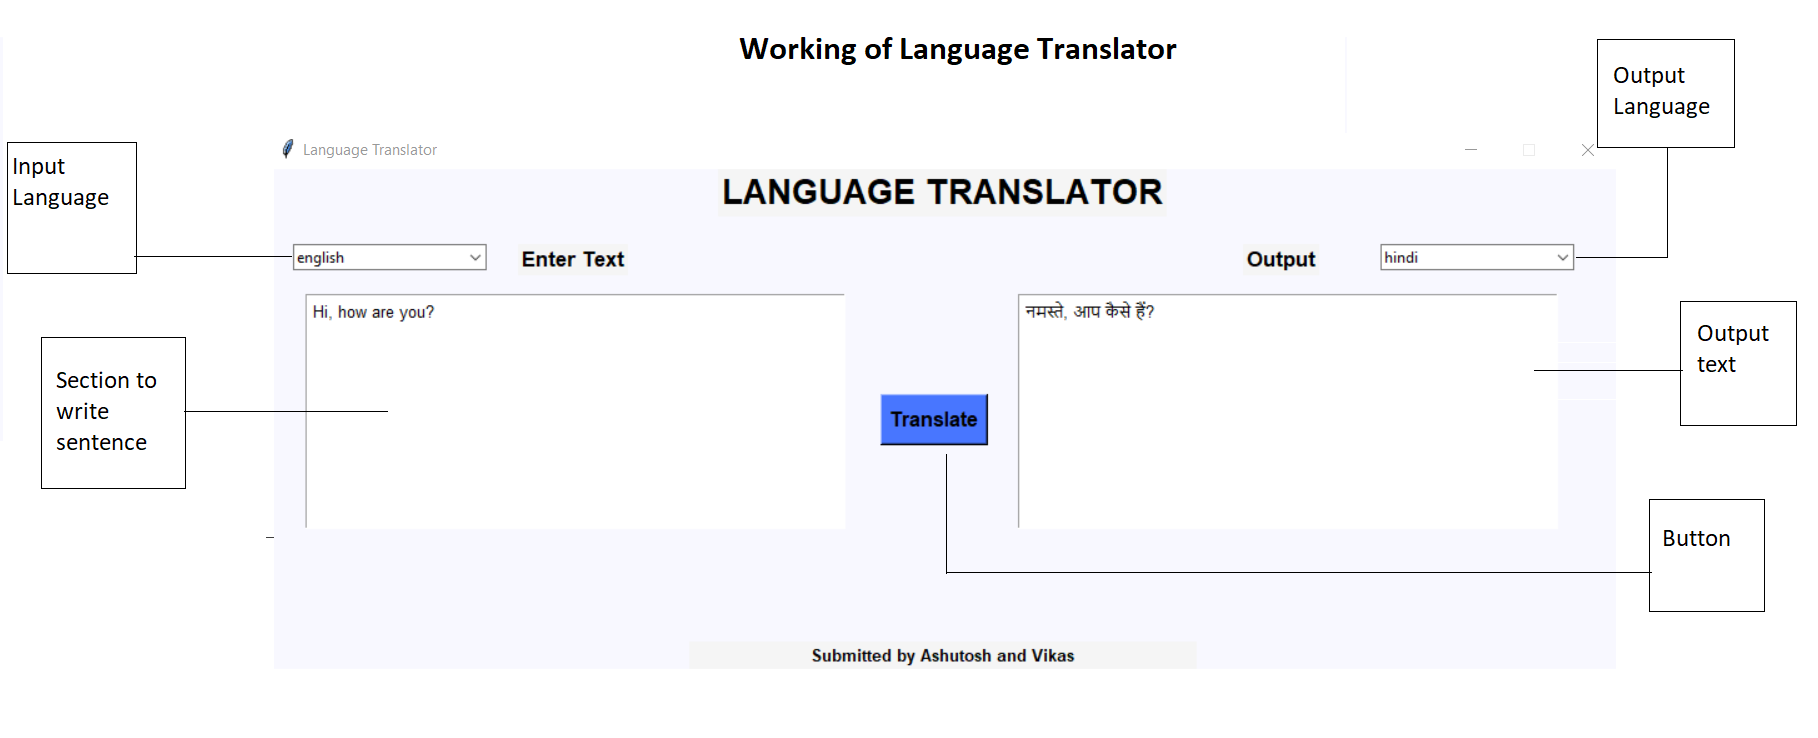 Working of Language Translator
Output
Language
Input
Language
Language Translator
LANGUAGE TRANSLATOR
english
Enter Text
Output
hindi
Hi, how are you?
नमस्ते, आप कैसे हैं?
Section to
write
sentence
Translate
Output
text
Button
Submitted by Ashutosh and Vikas